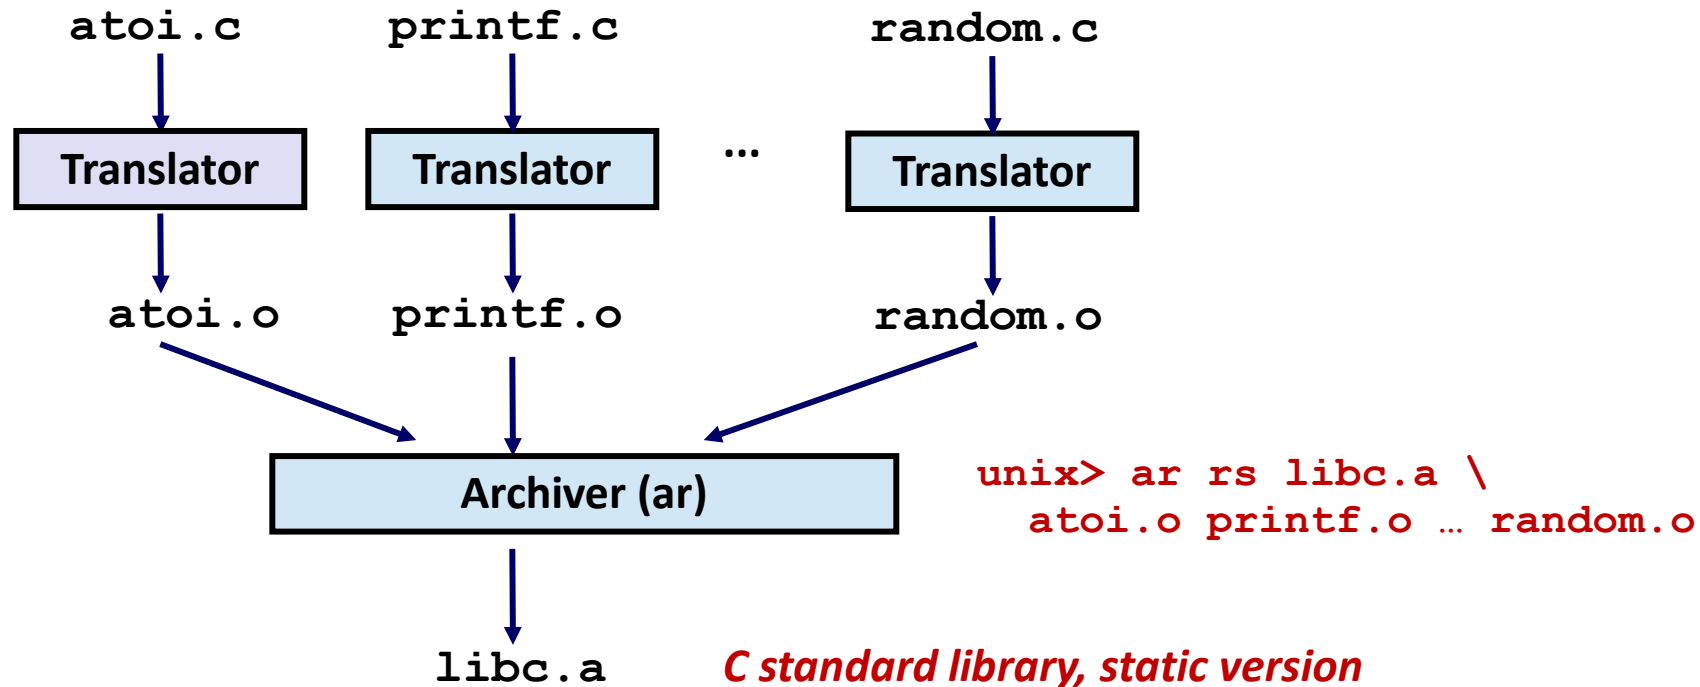 atoi.c printf.c random.c
Translator Translator … Translator
atoi.o printf.o random.o
Archiver (ar)
unix> ar rs libc.a \
atoi.o printf.o … random.o
libc.a C standard library, static version